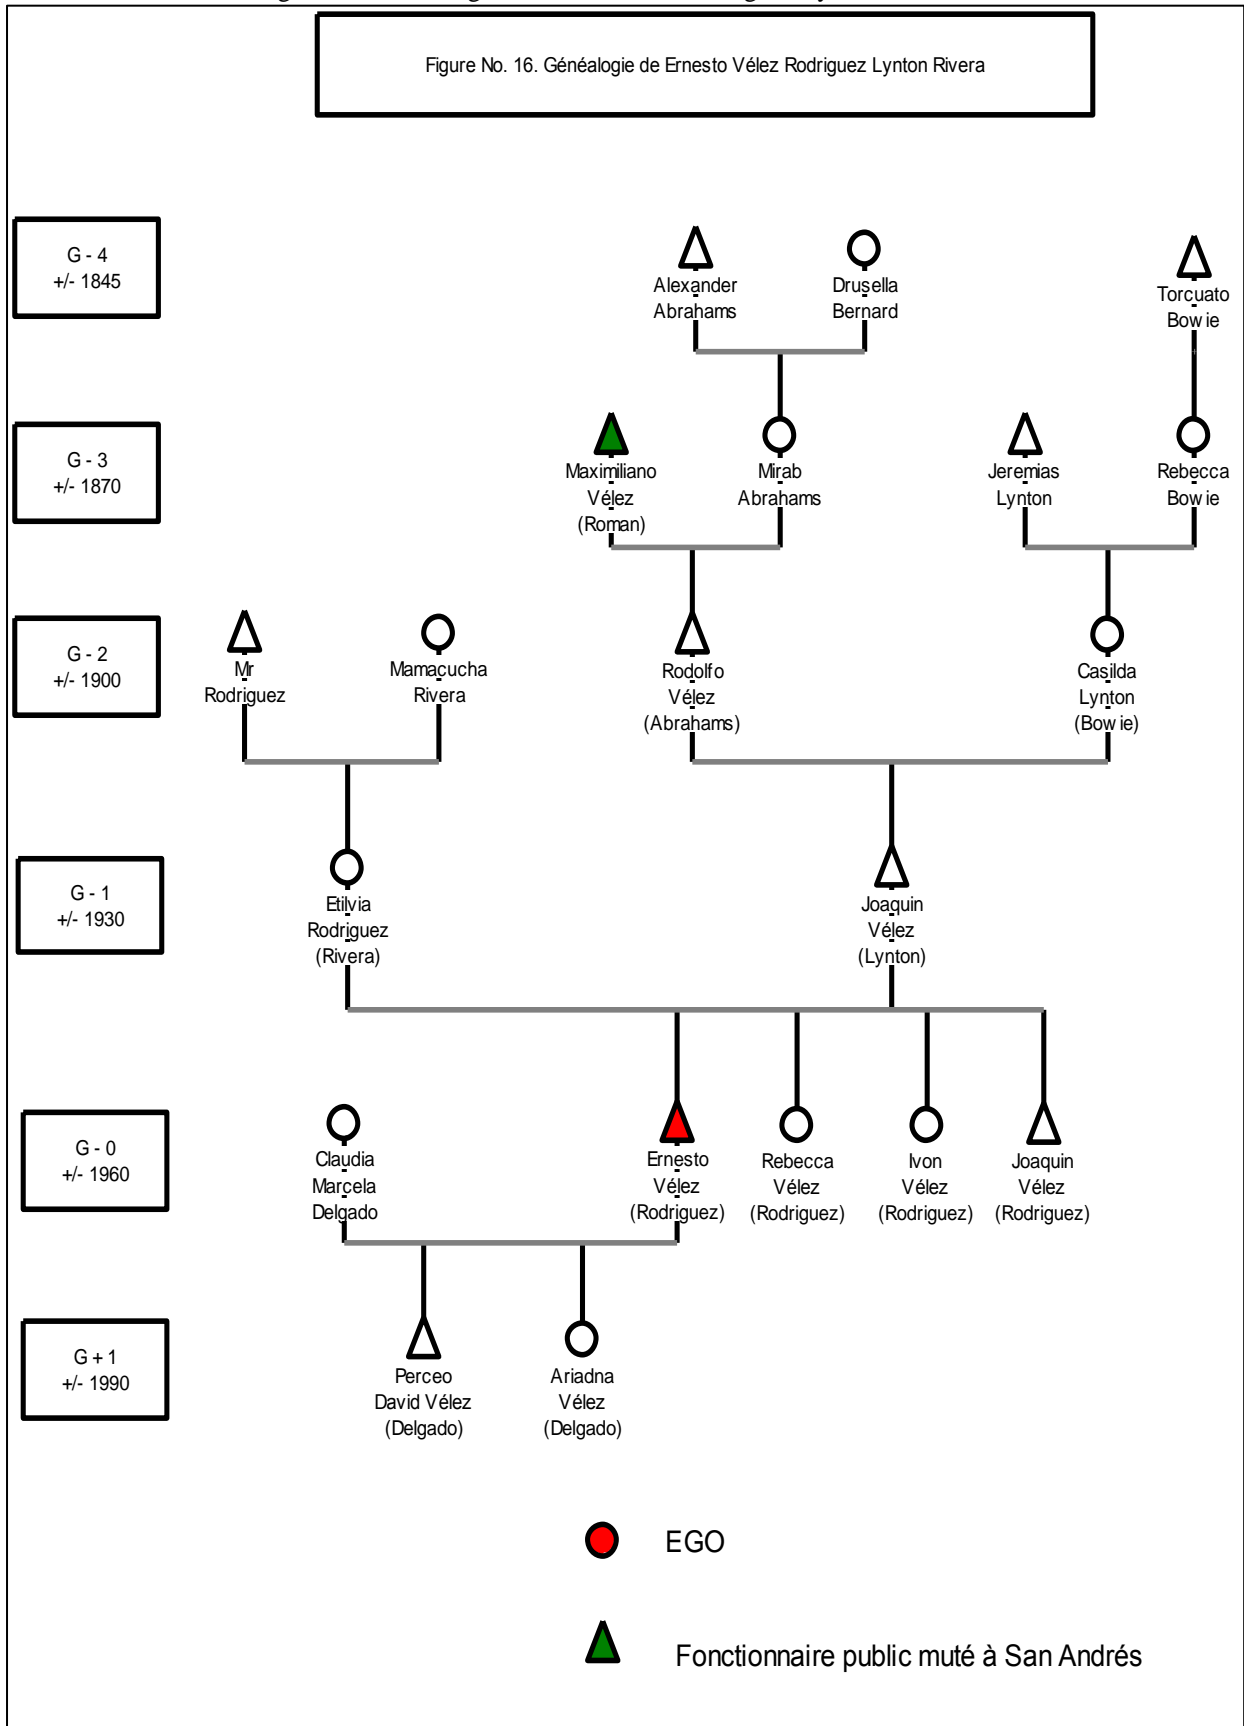 Figure No. 16. Généalogie de Ernesto Vélez Rodriguez Lynton Rivera
G - 4
+/- 1845
Alexander
Abrahams
Drusella
Bernard
Torcuato
Bowie
G - 3
+/- 1870
Maximiliano
Vélez
(Roman)
Mirab
Abrahams
Jeremias
Lynton
Rebecca
Bowie
G - 2
+/- 1900
Mr
Rodriguez
Mamacucha
Rivera
Rodolfo
Vélez
(Abrahams)
Casilda
Lynton
(Bowie)
G - 1
+/- 1930
Etilvia
Rodriguez
(Rivera)
Joaquin
Vélez
(Lynton)
G - 0
+/- 1960
Claudia
Marcela
Delgado
Ernesto
Vélez
(Rodriguez)
Rebecca
Vélez
(Rodriguez)
Ivon
Vélez
(Rodriguez)
Joaquin
Vélez
(Rodriguez)
G + 1
+/- 1990
Perceo
David Vélez
(Delgado)
Ariadna
Vélez
(Delgado)
EGO
Fonctionnaire public muté à San Andrés